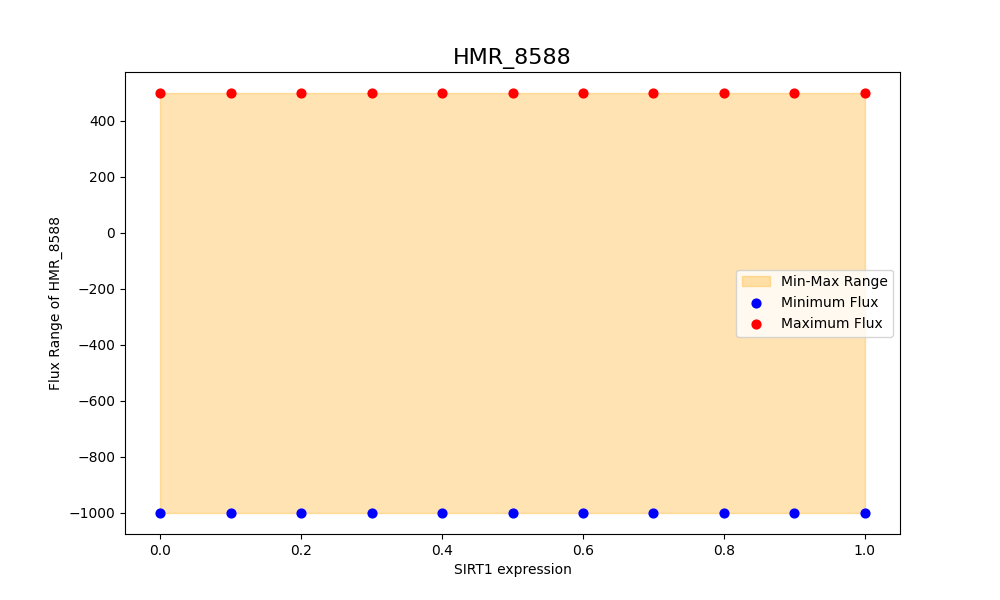 HMR_8588
Flux Range of HMR_8588
400
200
0
−200
−400
−600
−800
−1000
Min-Max Range
Minimum Flux
Maximum Flux
0.0 0.2 0.4 0.6 0.8 1.0
SIRT1 expression